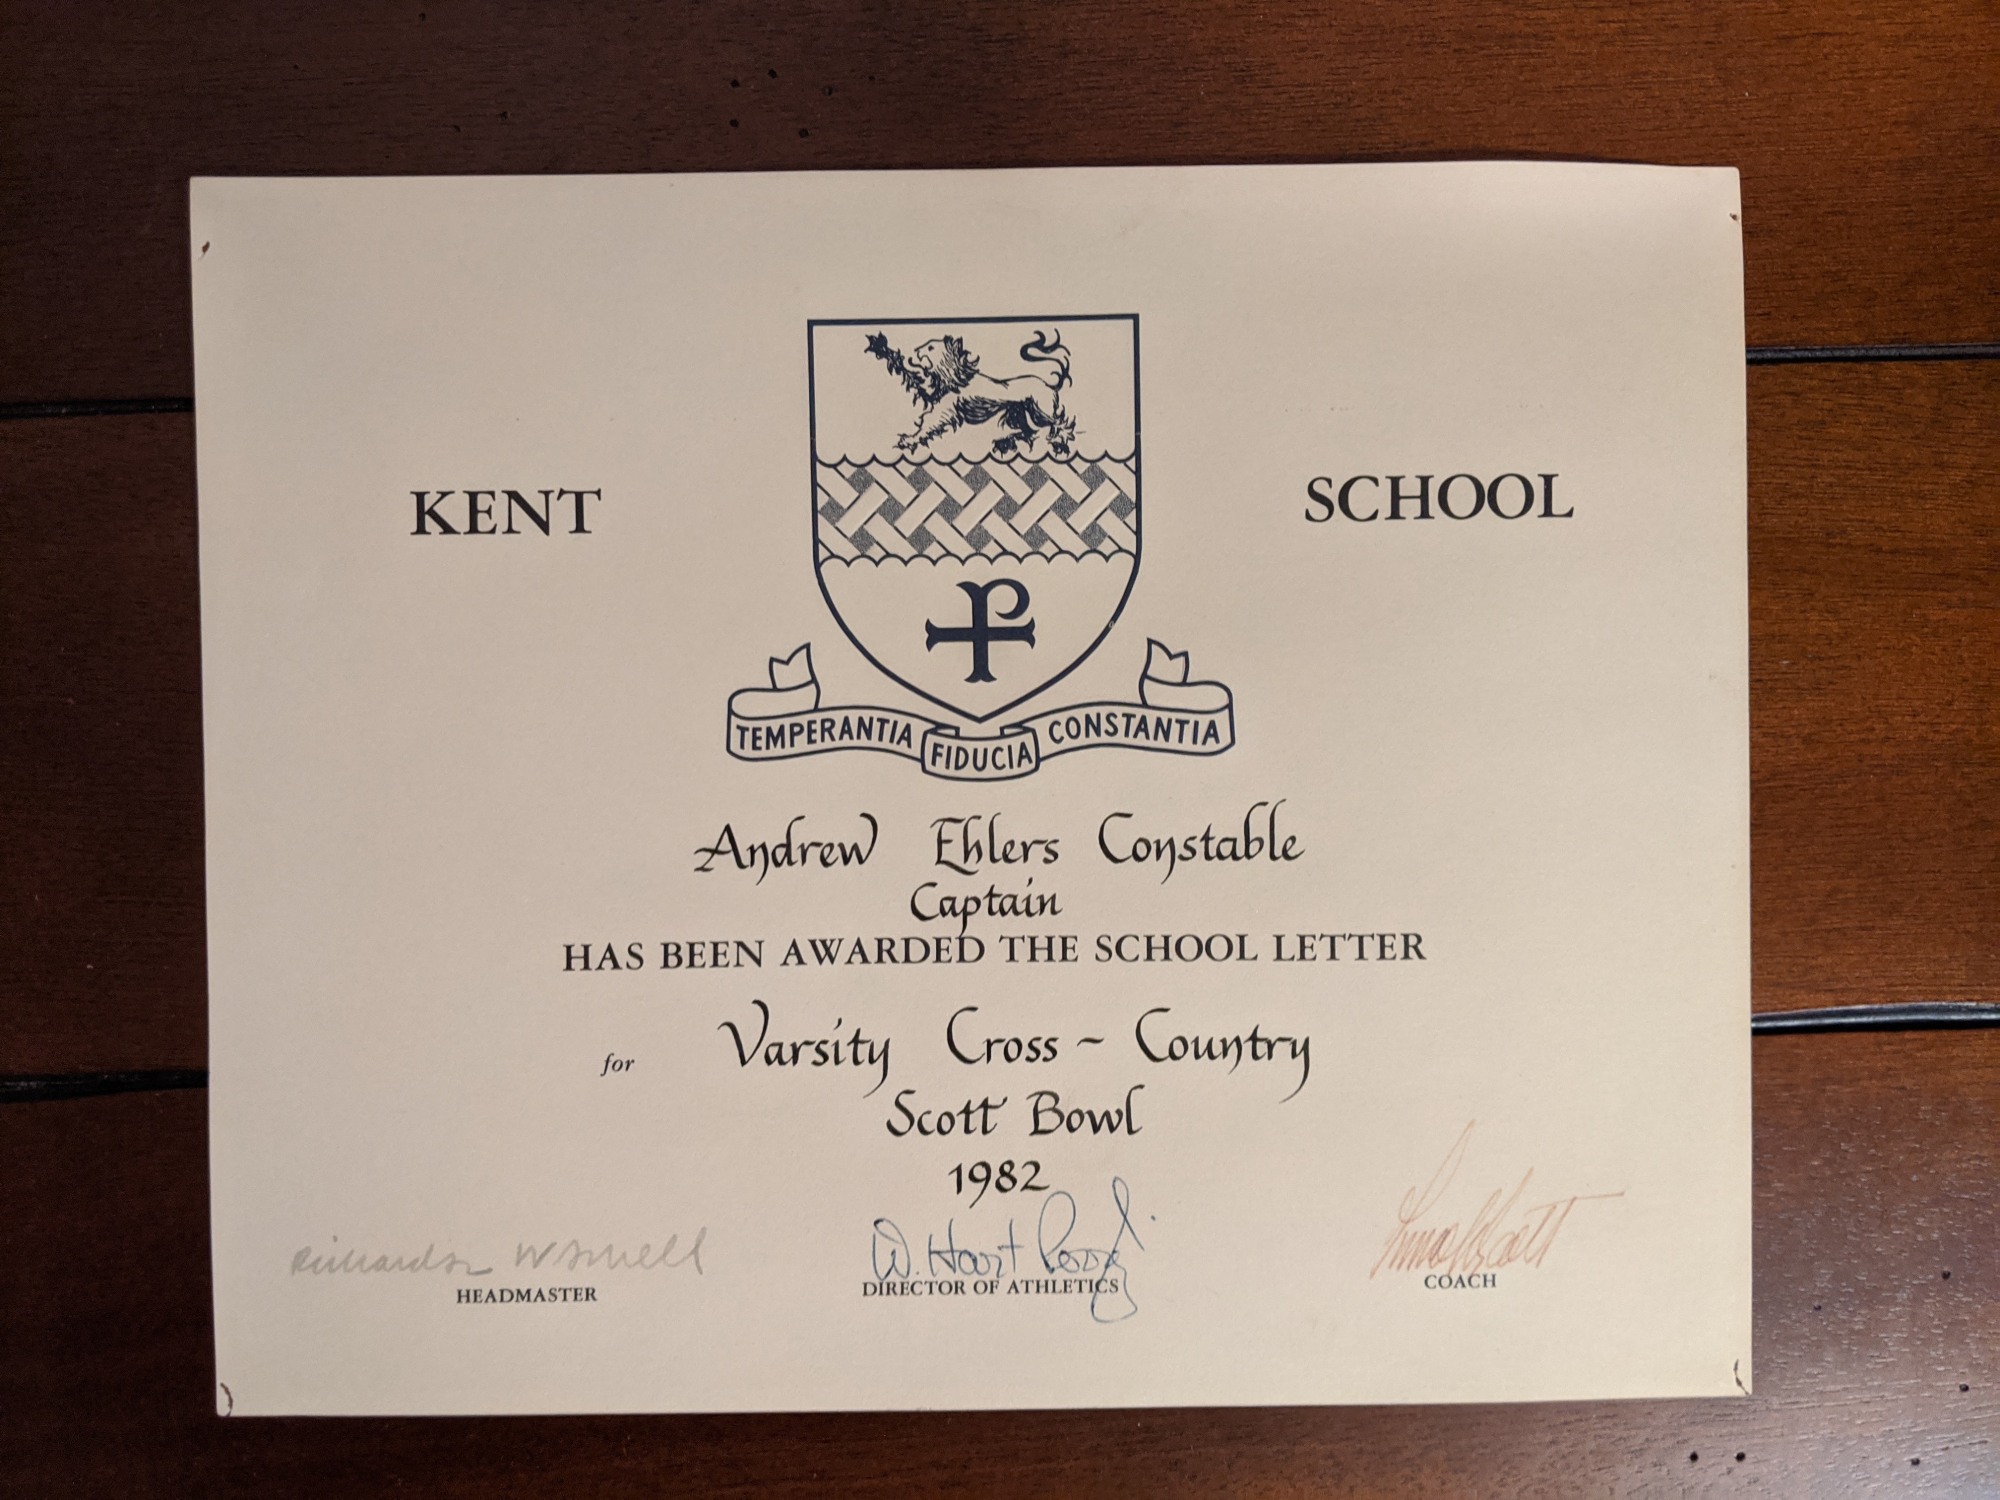 KENT SCHOOL
TEMPERANTIA FIDUCIA CONSTANTIA
Andrew Ehlers Constable
Captain
HAS BEEN AWARDED THE SCHOOL LETTER
for Varsity Cross-Country
Scott Bowl
1982
W. Hart
HEADMASTER
DIRECTOR OF ATHLETICS
COACH